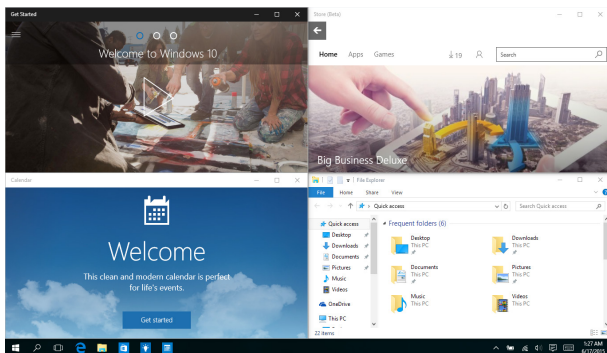 Get Started
Welcome to Windows 10
Store (Beta)
Home Apps Games 19 Search
Big Business Deluxe
Calendar
Welcome
This clean and modern calendar is perfect
for life's events.
Get started
File Explorer
File Home Share View
Quick access
Search Quick access
Quick access
Desktop
Downloads
Documents
Pictures
Music
Videos
OneDrive
This PC
Frequent folders (6)
Desktop
This PC
Downloads
This PC
Documents
This PC
Pictures
This PC
Music
This PC
Videos
This PC
22 items
1:27 AM
6/17/2015